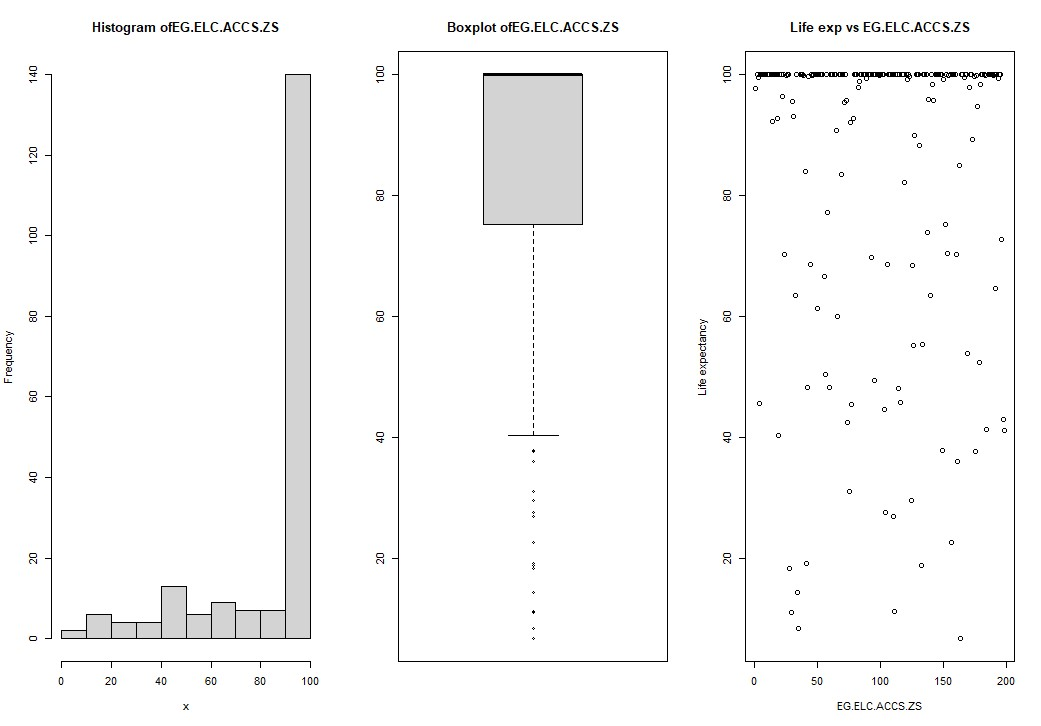 Histogram ofEG.ELC.ACCS.ZS
Frequency
0 20 40 60 80 100 120 140
0 20 40 60 80 100
x
Boxplot ofEG.ELC.ACCS.ZS
20 40 60 80 100
Life exp vs EG.ELC.ACCS.ZS
Life expectancy
20 40 60 80 100
0 50 100 150 200
EG.ELC.ACCS.ZS